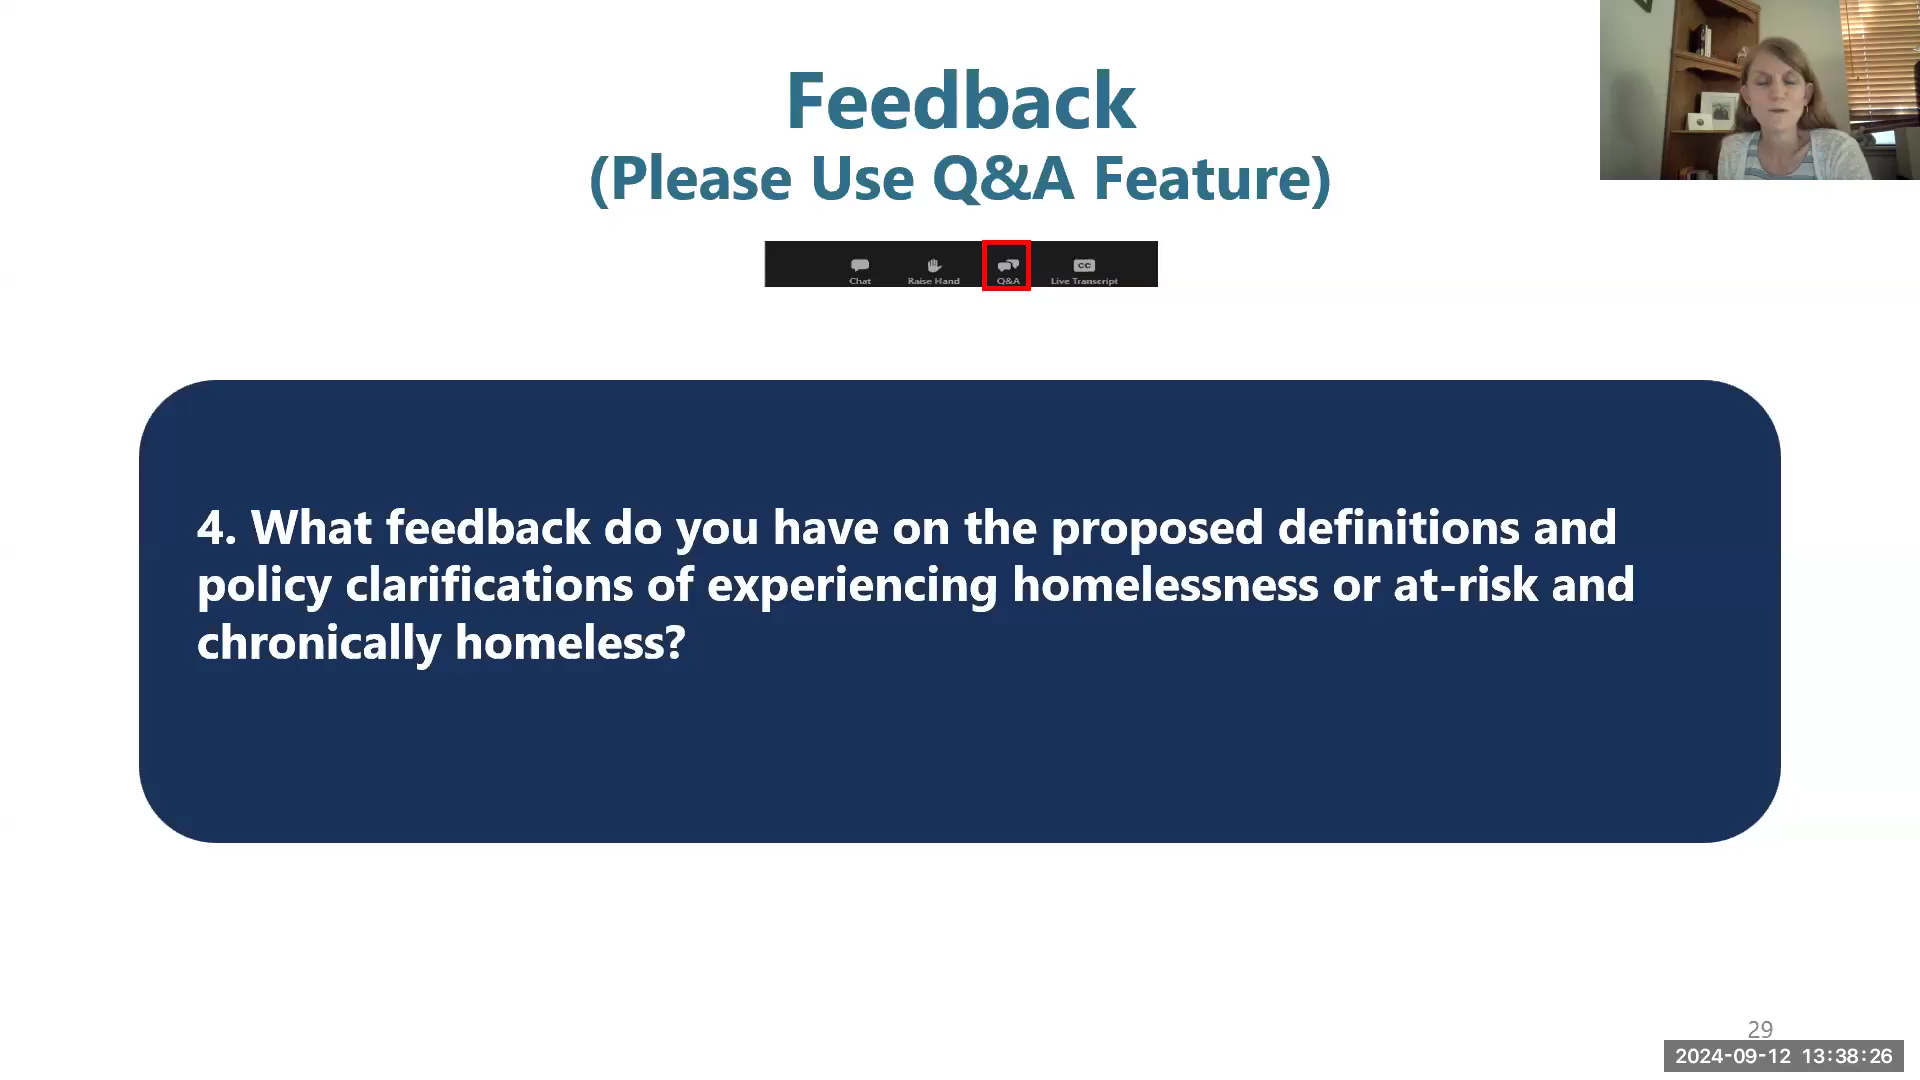 Feedback
(Please Use Q&A Feature)
Chat Raise Hand Q&A CC Live Transcript
4. What feedback do you have on the proposed definitions and
policy clarifications of experiencing homelessness or at-risk and
chronically homeless?
29
2024-09-12 13:38:26